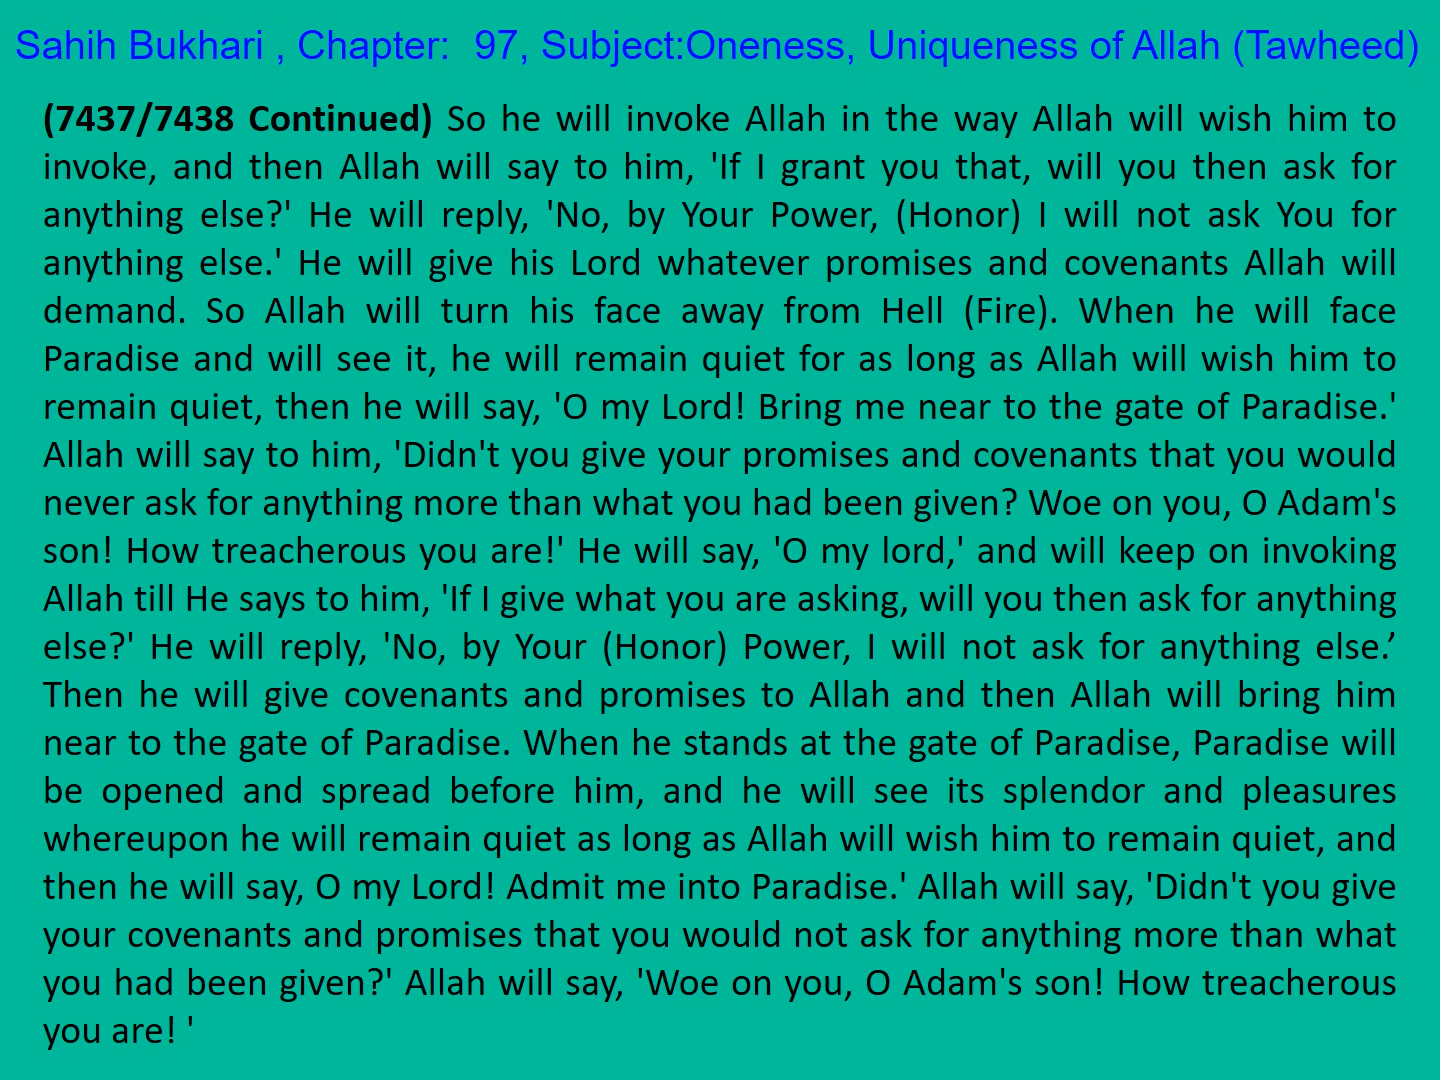 Sahih Bukhari , Chapter:  97, Subject:Oneness, Uniqueness of Allah (Tawheed)
(7437/7438 Continued) So he will invoke Allah in the way Allah will wish him to
invoke, and then Allah will say to him, 'If I grant you that, will you then ask for
anything else?' He will reply, 'No, by Your Power, (Honor) I will not ask You for
anything else.' He will give his Lord whatever promises and covenants Allah will
demand. So Allah will turn his face away from Hell (Fire). When he will face
Paradise and will see it, he will remain quiet for as long as Allah will wish him to
remain quiet, then he will say, 'O my Lord! Bring me near to the gate of Paradise.'
Allah will say to him, 'Didn't you give your promises and covenants that you would
never ask for anything more than what you had been given? Woe on you, O Adam's
son! How treacherous you are!' He will say, 'O my lord,' and will keep on invoking
Allah till He says to him, 'If I give what you are asking, will you then ask for anything
else?' He will reply, 'No, by Your (Honor) Power, I will not ask for anything else.’
Then he will give covenants and promises to Allah and then Allah will bring him
near to the gate of Paradise. When he stands at the gate of Paradise, Paradise will
be opened and spread before him, and he will see its splendor and pleasures
whereupon he will remain quiet as long as Allah will wish him to remain quiet, and
then he will say, O my Lord! Admit me into Paradise.' Allah will say, 'Didn't you give
your covenants and promises that you would not ask for anything more than what
you had been given?' Allah will say, 'Woe on you, O Adam's son! How treacherous
you are! '